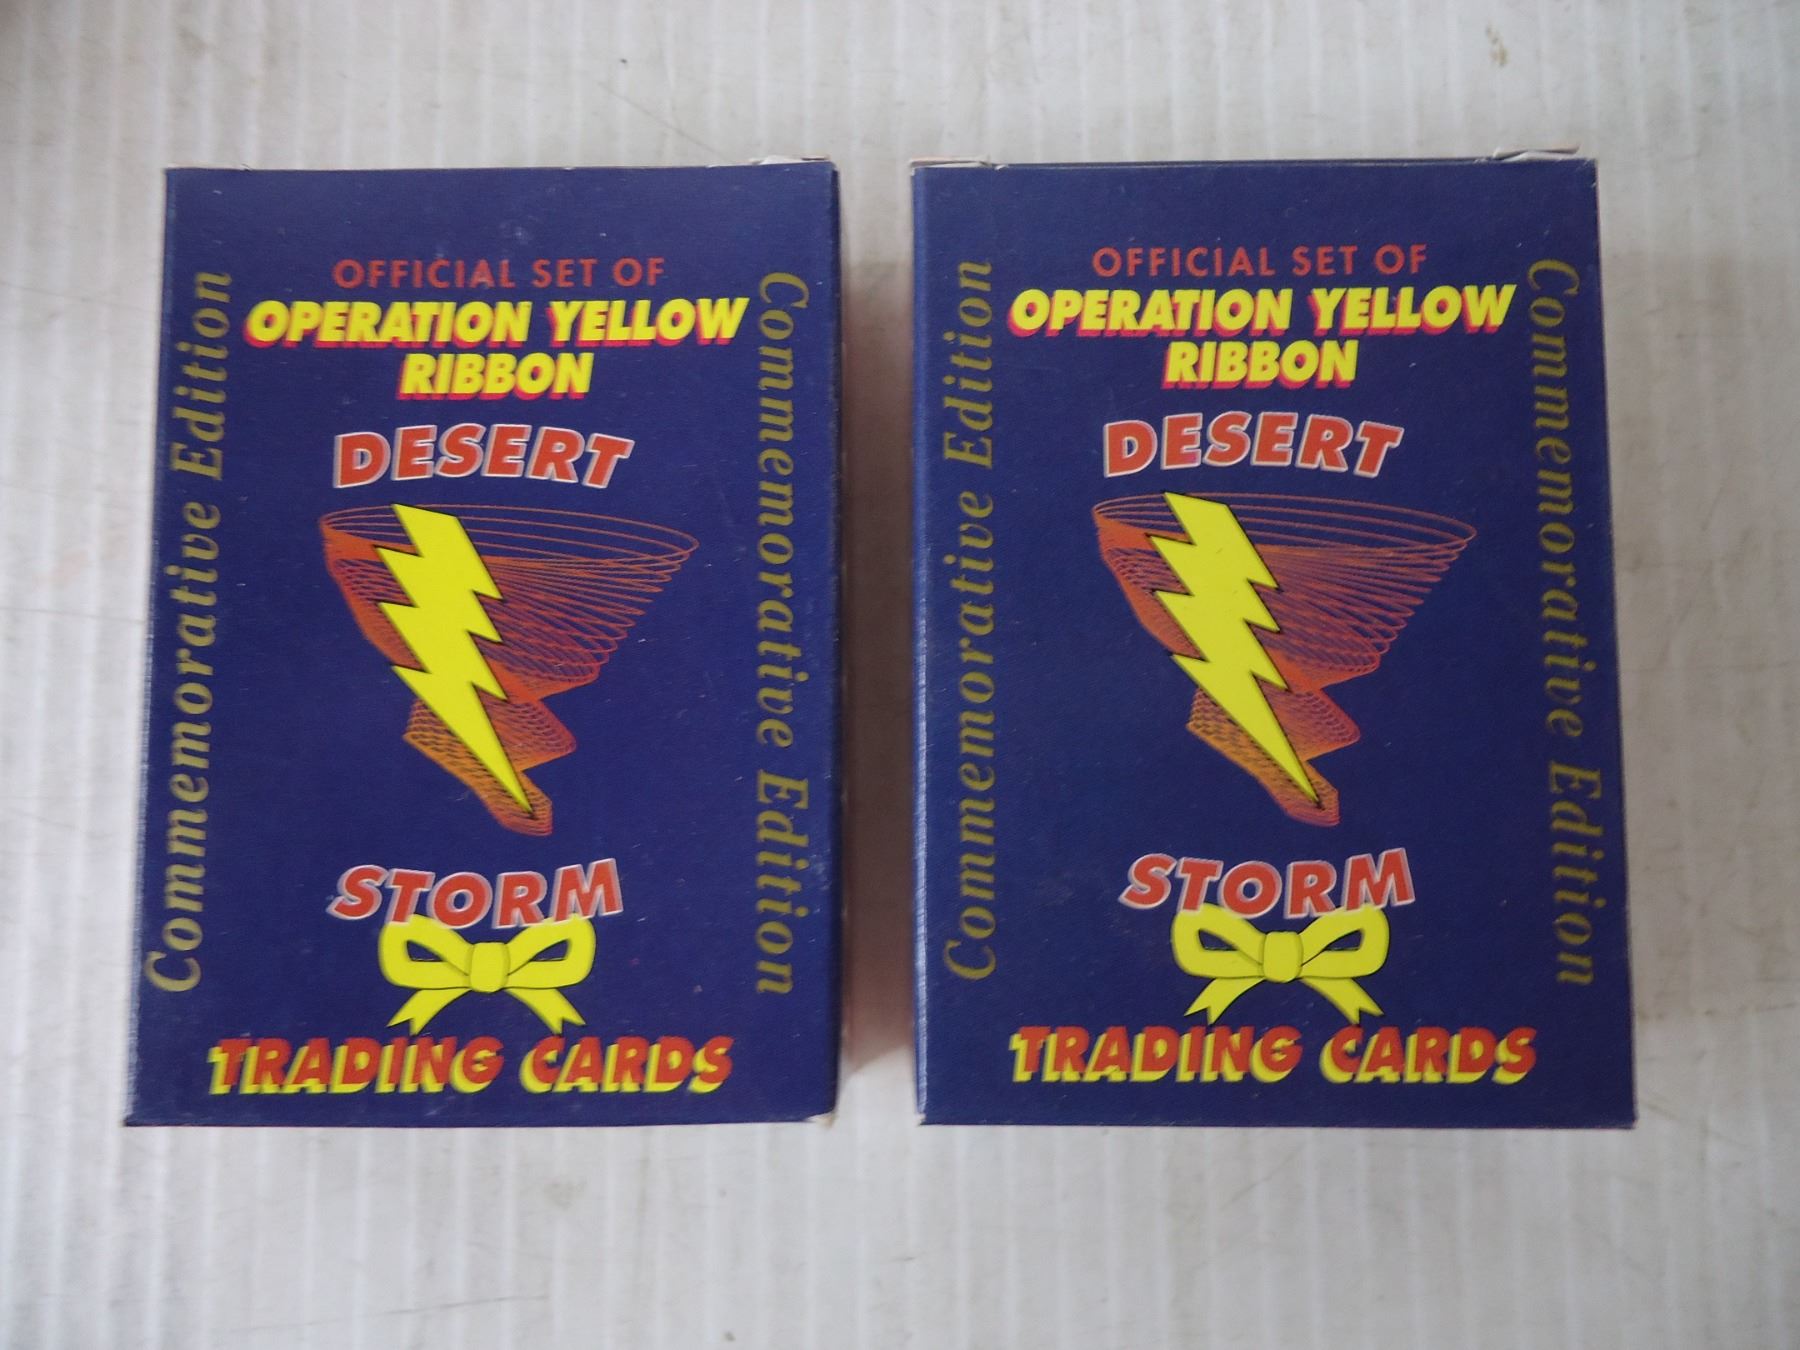 OFFICIAL SET OF
OPERATION YELLOW
RIBBON
DESERT
STORM
TRADING CARDS
Commemorative Edition
Commemorative Edition
OFFICIAL SET OF
OPERATION YELLOW
RIBBON
DESERT
STORM
TRADING CARDS
Commemorative Edition
Commemorative Edition